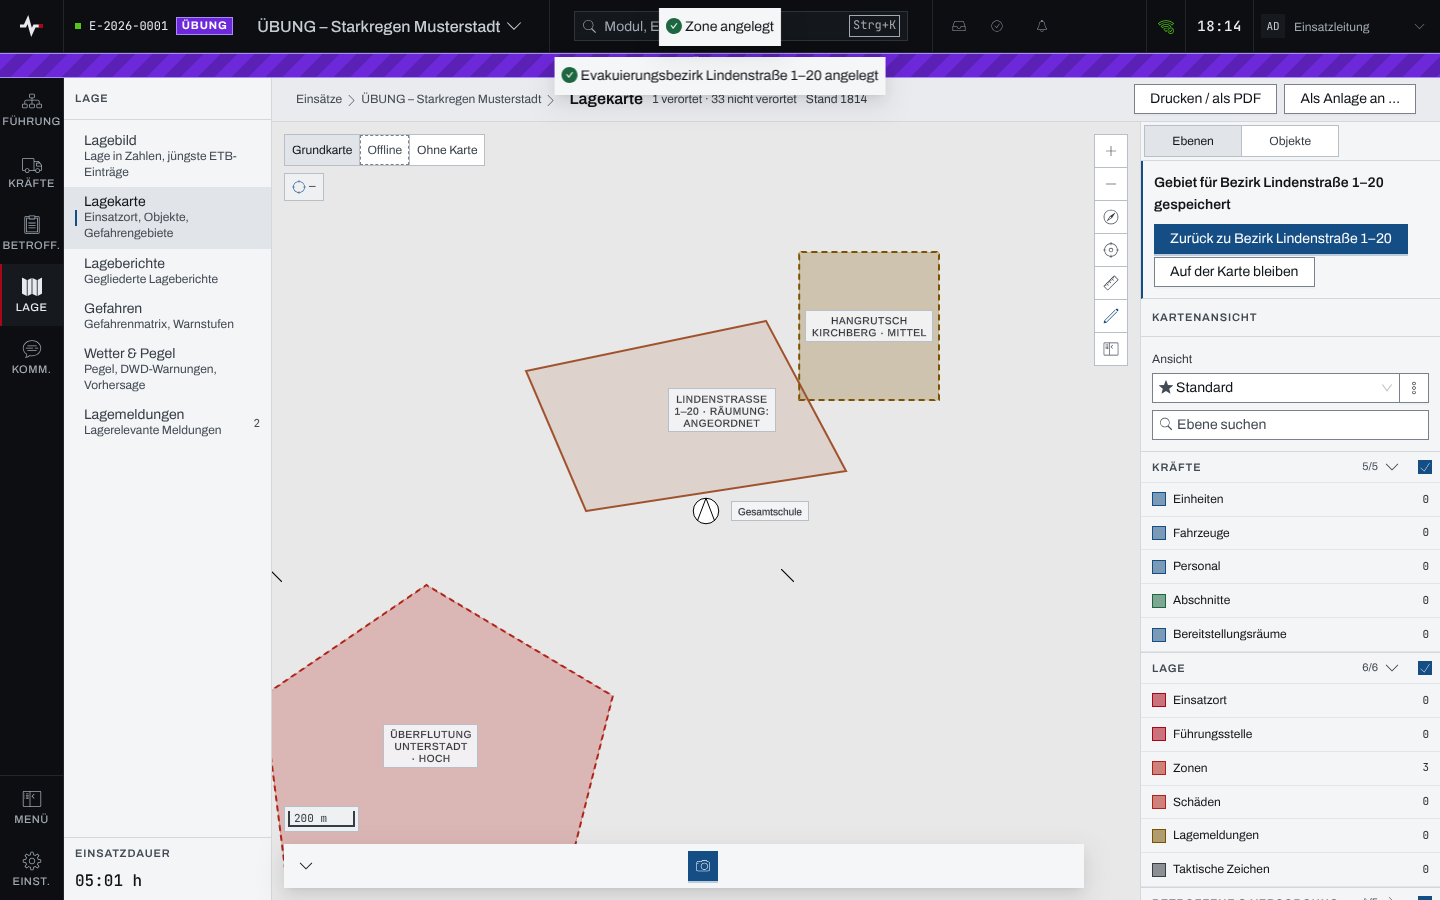 E-2026-0001 ÜBUNG ÜBUNG – Starkregen Musterstadt
Modul, E Strg+K
Zone angelegt
18:14 AD Einsatzleitung
Evakuierungsbezirk Lindenstraße 1–20 angelegt
FÜHRUNG
KRÄFTE
BETROFF.
LAGE
KOMM.
MENÜ
EINST.
LAGE
Lagebild
Lage in Zahlen, jüngste ETB-
Einträge
Lagekarte
Einsatzort, Objekte,
Gefahrengebiete
Lageberichte
Gegliederte Lageberichte
Gefahren
Gefahrenmatrix, Warnstufen
Wetter & Pegel
Pegel, DWD-Warnungen,
Vorhersage
Lagemeldungen
Lagerelevante Meldungen 2
EINSATZDAUER
05:01 h
Einsätze ÜBUNG – Starkregen Musterstadt Lagekarte 1 verortet · 33 nicht verortet Stand 1814
Drucken / als PDF Als Anlage an ...
Grundkarte Offline Ohne Karte
–
HANGRUTSCH
KIRCHBERG · MITTEL
LINDENSTRASSE
1–20 · RÄUMUNG:
ANGEORDNET
Gesamtschule
ÜBERFLUTUNG
UNTERSTADT
· HOCH
200 m
Ebenen Objekte
Gebiet für Bezirk Lindenstraße 1–20
gespeichert
Zurück zu Bezirk Lindenstraße 1–20
Auf der Karte bleiben
KARTENANSICHT
Ansicht
Standard
Ebene suchen
KRÄFTE 5/5
Einheiten 0
Fahrzeuge 0
Personal 0
Abschnitte 0
Bereitstellungsräume 0
LAGE 6/6
Einsatzort 0
Führungsstelle 0
Zonen 3
Schäden 0
Lagemeldungen 0
Taktische Zeichen 0